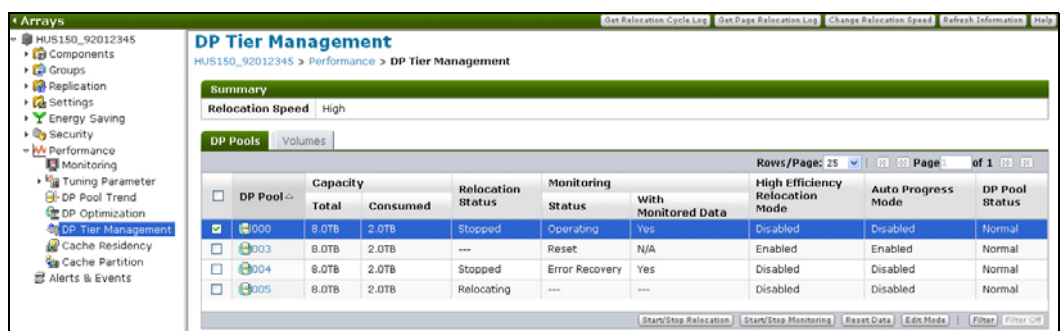 Arrays
Get Relocation Cycle Log Get Page Relocation Log Change Relocation Speed Refresh Information Help
HUS150_92012345
Components
Groups
Replication
Settings
Energy Saving
Security
Performance
Monitoring
Tuning Parameter
DP Pool Trend
DP Optimization
DP Tier Management
Cache Residency
Cache Partition
Alerts & Events
DP Tier Management
HUS150_92012345 > Performance > DP Tier Management
Summary
Relocation Speed High
DP Pools Volumes
Rows/Page: 25 Page 1 of 1
DP Pool Capacity Relocation Status Monitoring High Efficiency Relocation Mode Auto Progress Mode DP Pool Status
Total Consumed Status With Monitored Data
000 8.0TB 2.0TB Stopped Operating Yes Disabled Disabled Normal
003 8.0TB 2.0TB --- Reset N/A Enabled Enabled Normal
004 8.0TB 2.0TB Stopped Error Recovery Yes Disabled Disabled Normal
005 8.0TB 2.0TB Relocating --- --- Disabled Disabled Normal
Start/Stop Relocation Start/Stop Monitoring Reset Data Edit Mode | Filter Filter Off